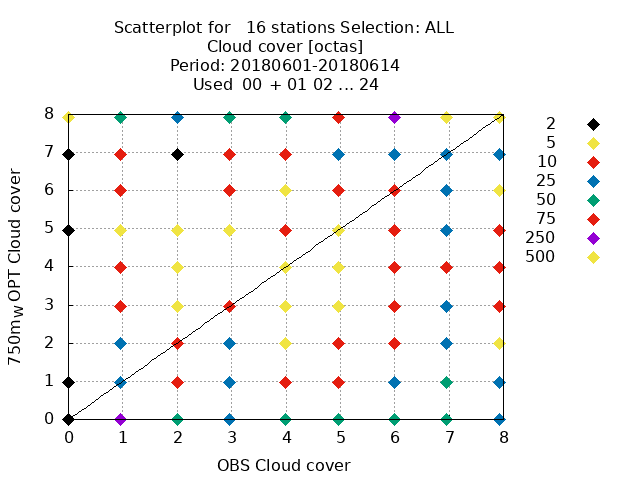 Scatterplot for 16 stations Selection: ALL
Cloud cover [octas]
Period: 20180601-20180614
Used 00 + 01 02 ... 24
8
7
6
5
4
3
2
1
0
750m_W OPT Cloud cover
0 1 2 3 4 5 6 7 8
OBS Cloud cover
2
5
10
25
50
75
250
500